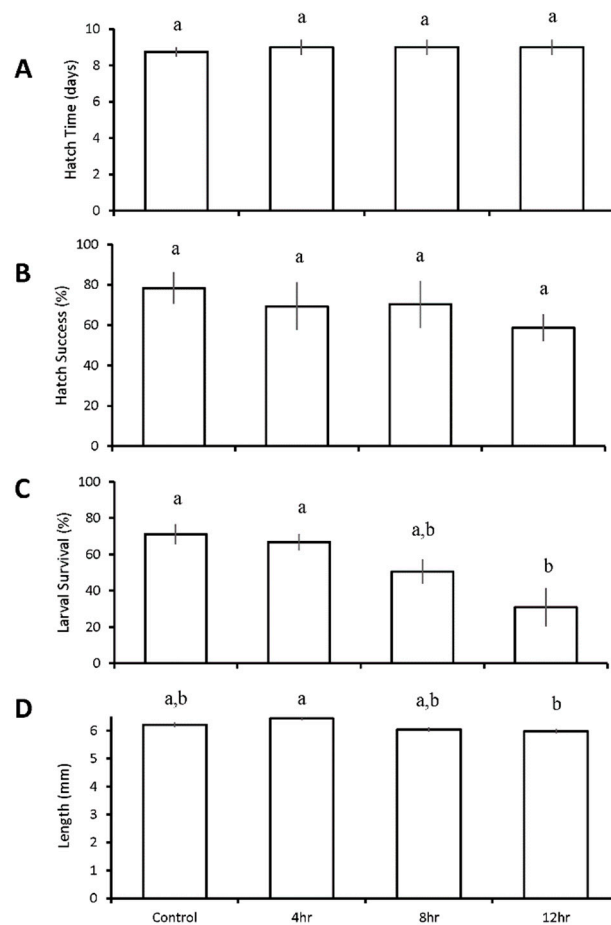 A
Hatch Time (days)
10
8
6
4
2
0
a a a a
B
Hatch Success (%)
100
80
60
40
20
0
a a a a
C
Larval Survival (%)
100
80
60
40
20
0
a a a,b b
D
Length (mm)
6
5
4
3
2
1
0
a,b a a,b b
Control 4hr 8hr 12hr